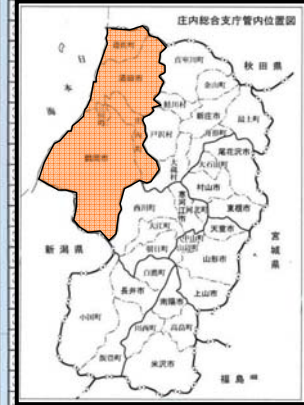 庄内総合支庁管内位置図
秋田県
日本海
遊佐町
酒田市
鶴岡市
真室川町
金山町
鮭川村
新庄市
最上町
戸沢村
舟形町
大蔵村
尾花沢市
大石田町
村山市
東根市
河北町
寒河江市
西川町
大江町
天童市
中山町
山辺町
朝日町
山形市
宮城県
新潟県
白鷹町
上山市
長井市
南陽市
小国町
川西町
高畠町
飯豊町
米沢市
福島県